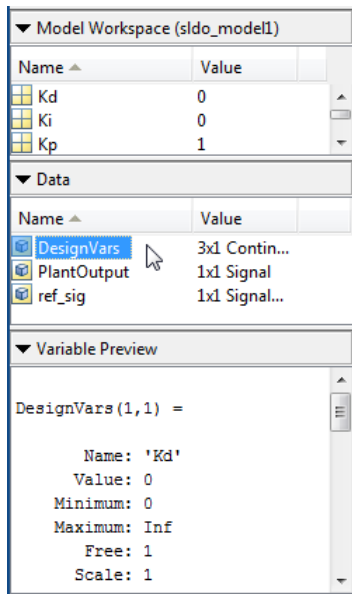 Model Workspace (sldo_model1)
Name Value
Kd 0
Ki 0
Kp 1
Data
Name Value
DesignVars 3x1 Contin...
PlantOutput 1x1 Signal
ref_sig 1x1 Signal...
Variable Preview
DesignVars(1,1) =
Name: 'Kd'
Value: 0
Minimum: 0
Maximum: Inf
Free: 1
Scale: 1